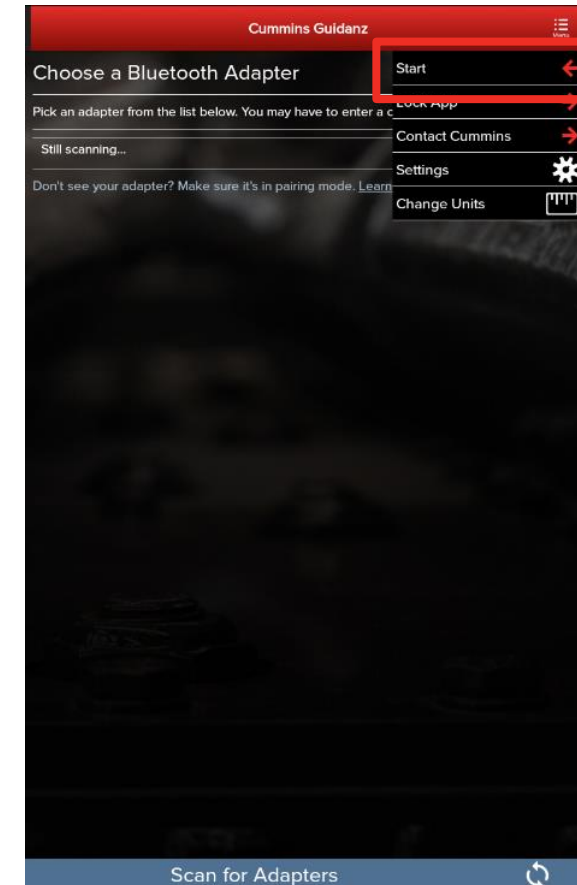 Cummins Guidanz
Menu
Choose a Bluetooth Adapter
Pick an adapter from the list below. You may have to enter a c
Still scanning...
Don't see your adapter? Make sure it's in pairing mode. Learn
Start
Lock App
Contact Cummins
Settings
Change Units
Scan for Adapters